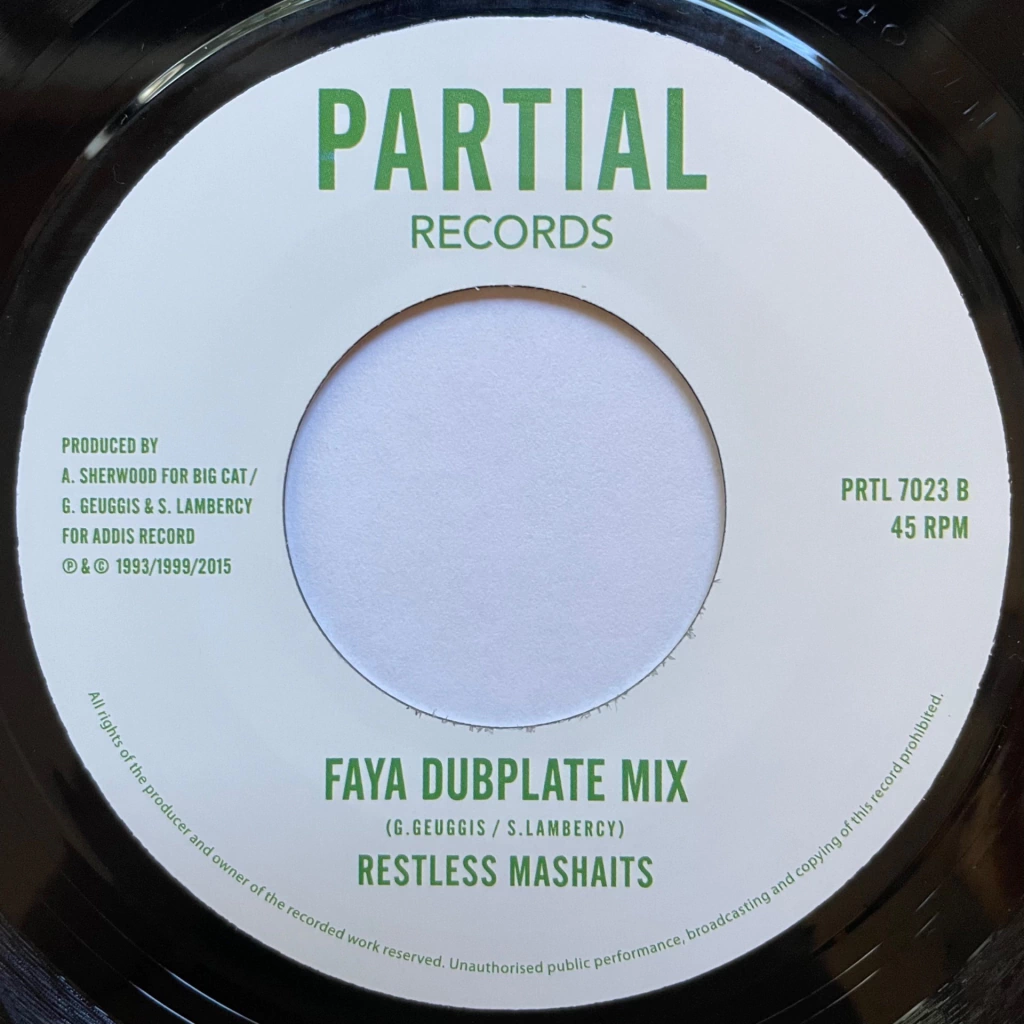 PARTIAL
RECORDS
PRODUCED BY
A. SHERWOOD FOR BIG CAT /
G. GEUGGIS & S. LAMBERCY
FOR ADDIS RECORD
℗ & © 1993/1999/2015
PRTL 7023 B
45 RPM
FAYA DUBPLATE MIX
(G.GEUGGIS / S.LAMBERCY)
RESTLESS MASHAITS
All rights of the producer and owner of the recorded work reserved. Unauthorised public performance, broadcasting and copying of this record prohibited.